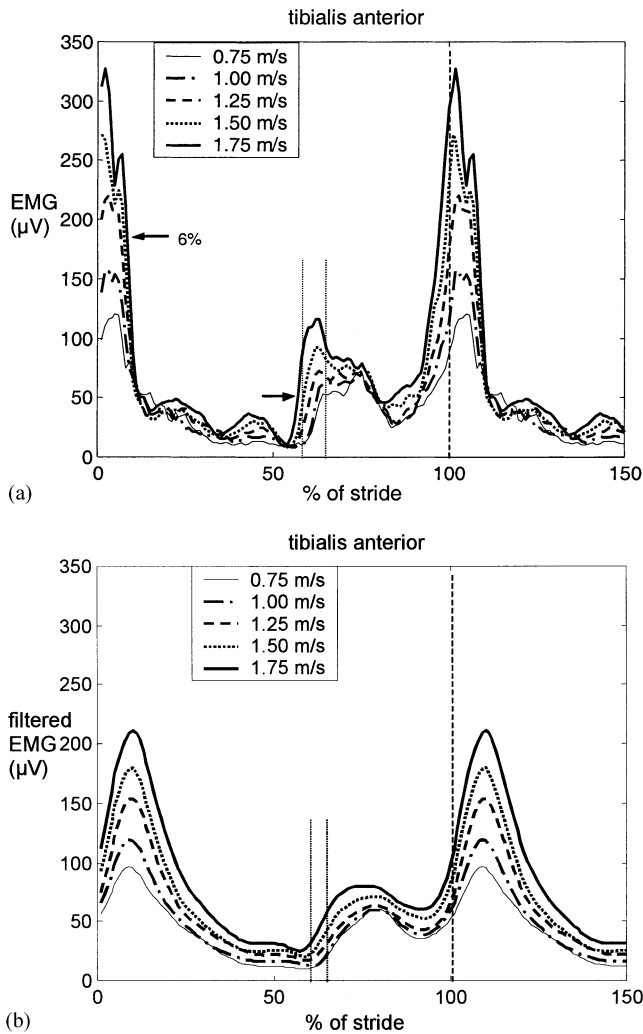 tibialis anterior
350
300
250
200
150
100
50
0
EMG
(µV)
0.75 m/s
1.00 m/s
1.25 m/s
1.50 m/s
1.75 m/s
6%
0
50
100
150
% of stride
(a)
tibialis anterior
350
300
250
200
150
100
50
0
filtered
EMG
(µV)
0.75 m/s
1.00 m/s
1.25 m/s
1.50 m/s
1.75 m/s
0
50
100
150
% of stride
(b)